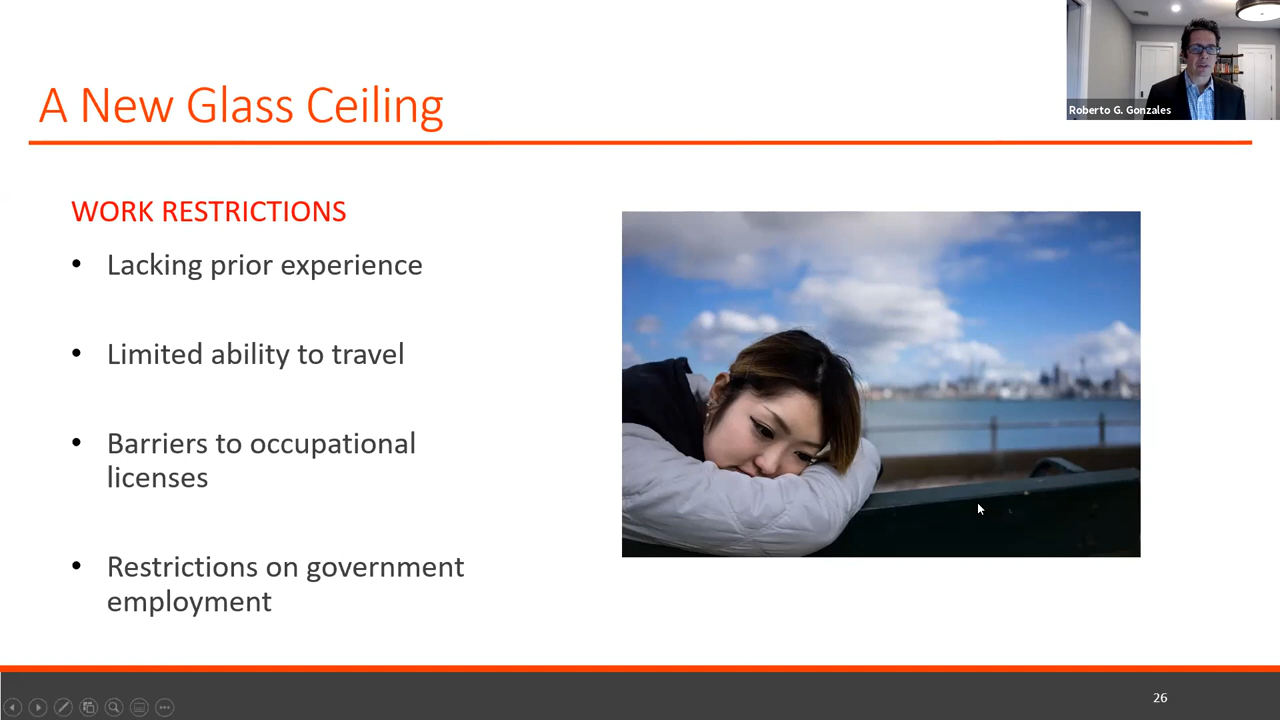 A New Glass Ceiling
Roberto G. Gonzales
WORK RESTRICTIONS
• Lacking prior experience
• Limited ability to travel
• Barriers to occupational
licenses
• Restrictions on government
employment
26